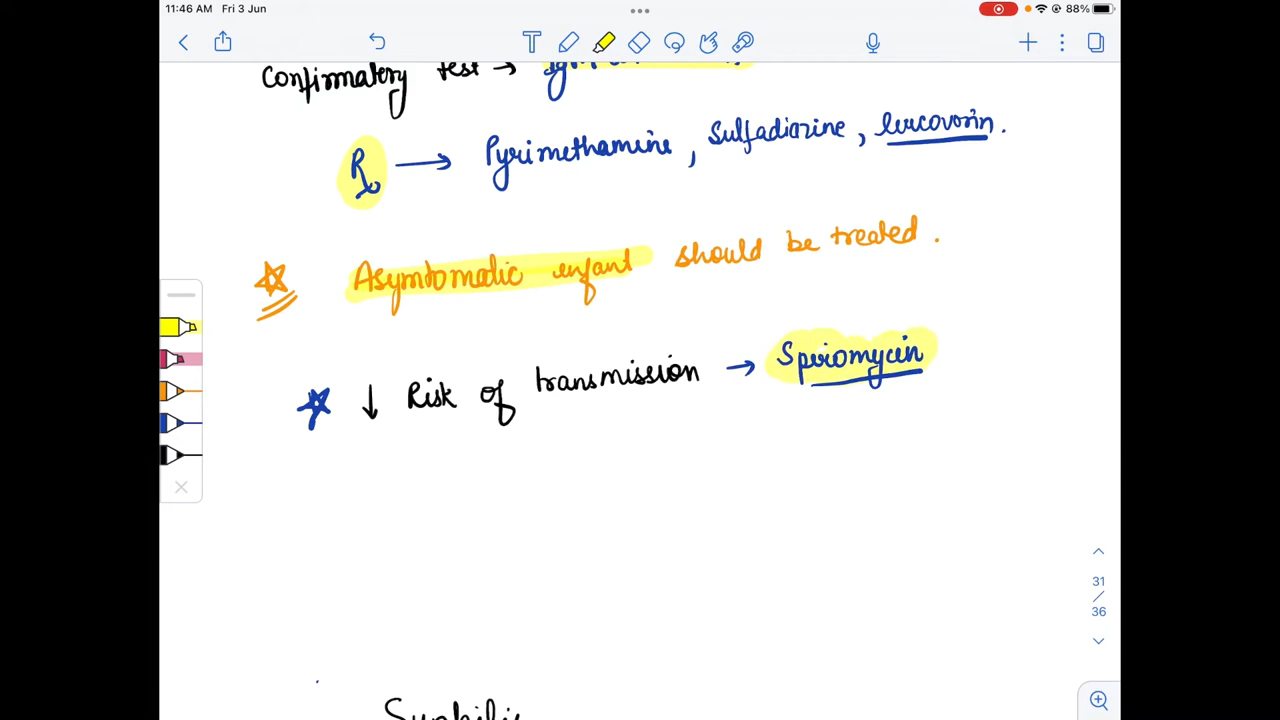 11:46 AM Fri 3 Jun
88%
T
Confirmatory test →
Rx → Pyrimethamine, Sulfadiazine, leucovorin.
Asymtomatic infant should be treated.
↓ Risk of transmission → Spiromycin
31
/
36